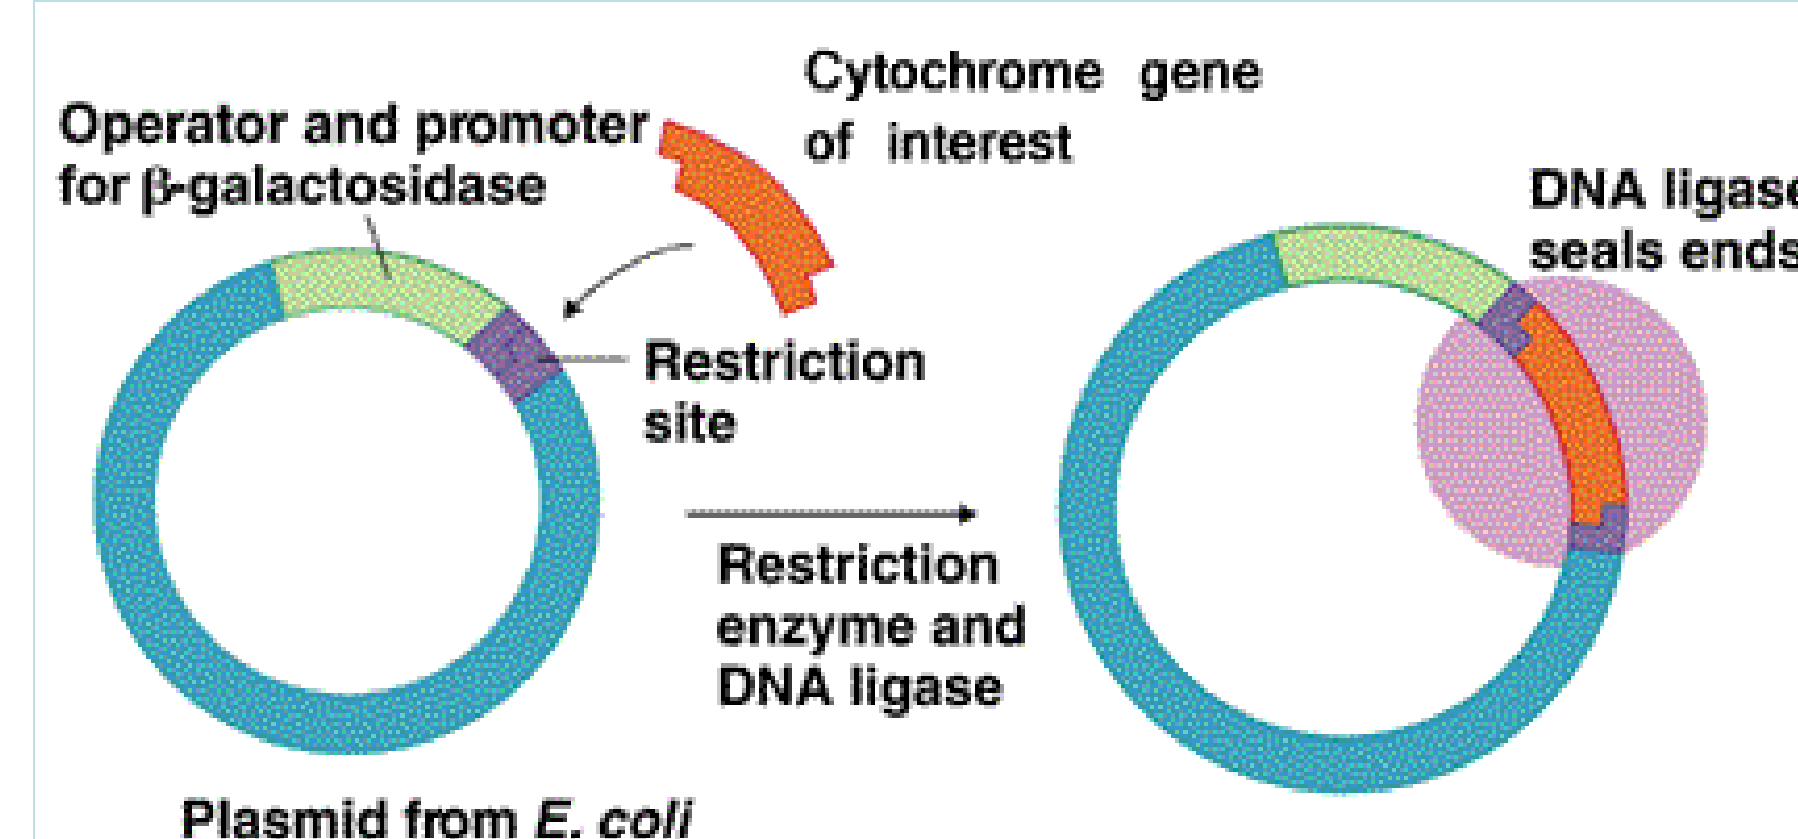 Cytochrome gene
of interest
Operator and promoter
for β-galactosidase
DNA ligase
seals ends
Restriction
site
Restriction
enzyme and
DNA ligase
Plasmid from E. coli